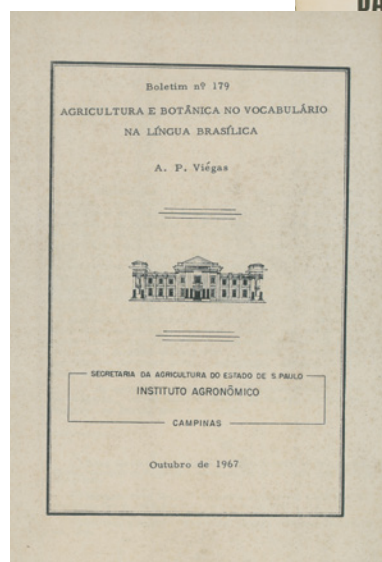 DA
Boletim nº 179
AGRICULTURA E BOTÂNICA NO VOCABULÁRIO
NA LÍNGUA BRASÍLICA
A. P. Viégas
SECRETARIA DA AGRICULTURA DO ESTADO DE S. PAULO
INSTITUTO AGRONÔMICO
CAMPINAS
Outubro de 1967